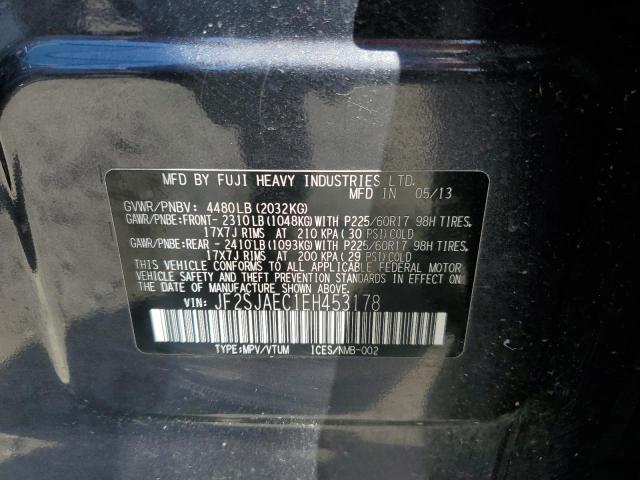 MFD BY FUJI HEAVY INDUSTRIES LTD.
MFD IN 05/13
GVWR/PNBV: 4480LB(2032KG)
GAWR/PNBE:FRONT- 2310LB(1048KG) WITH P225/60R17 98H TIRES,
17X7J RIMS AT 210 KPA(30 PSI)COLD
GAWR/PNBE:REAR - 2410LB(1093KG) WITH P225/60R17 98H TIRES,
17X7J RIMS AT 200 KPA(29 PSI)COLD
THIS VEHICLE CONFORMS TO ALL APPLICABLE FEDERAL MOTOR
VEHICLE SAFETY AND THEFT PREVENTION STANDARDS IN EFFECT
ON THE DATE OF MANUFACTURE SHOWN ABOVE.
VIN: JF2SJAEC1EH453178
TYPE:MPV/VTUM ICES/NMB-002